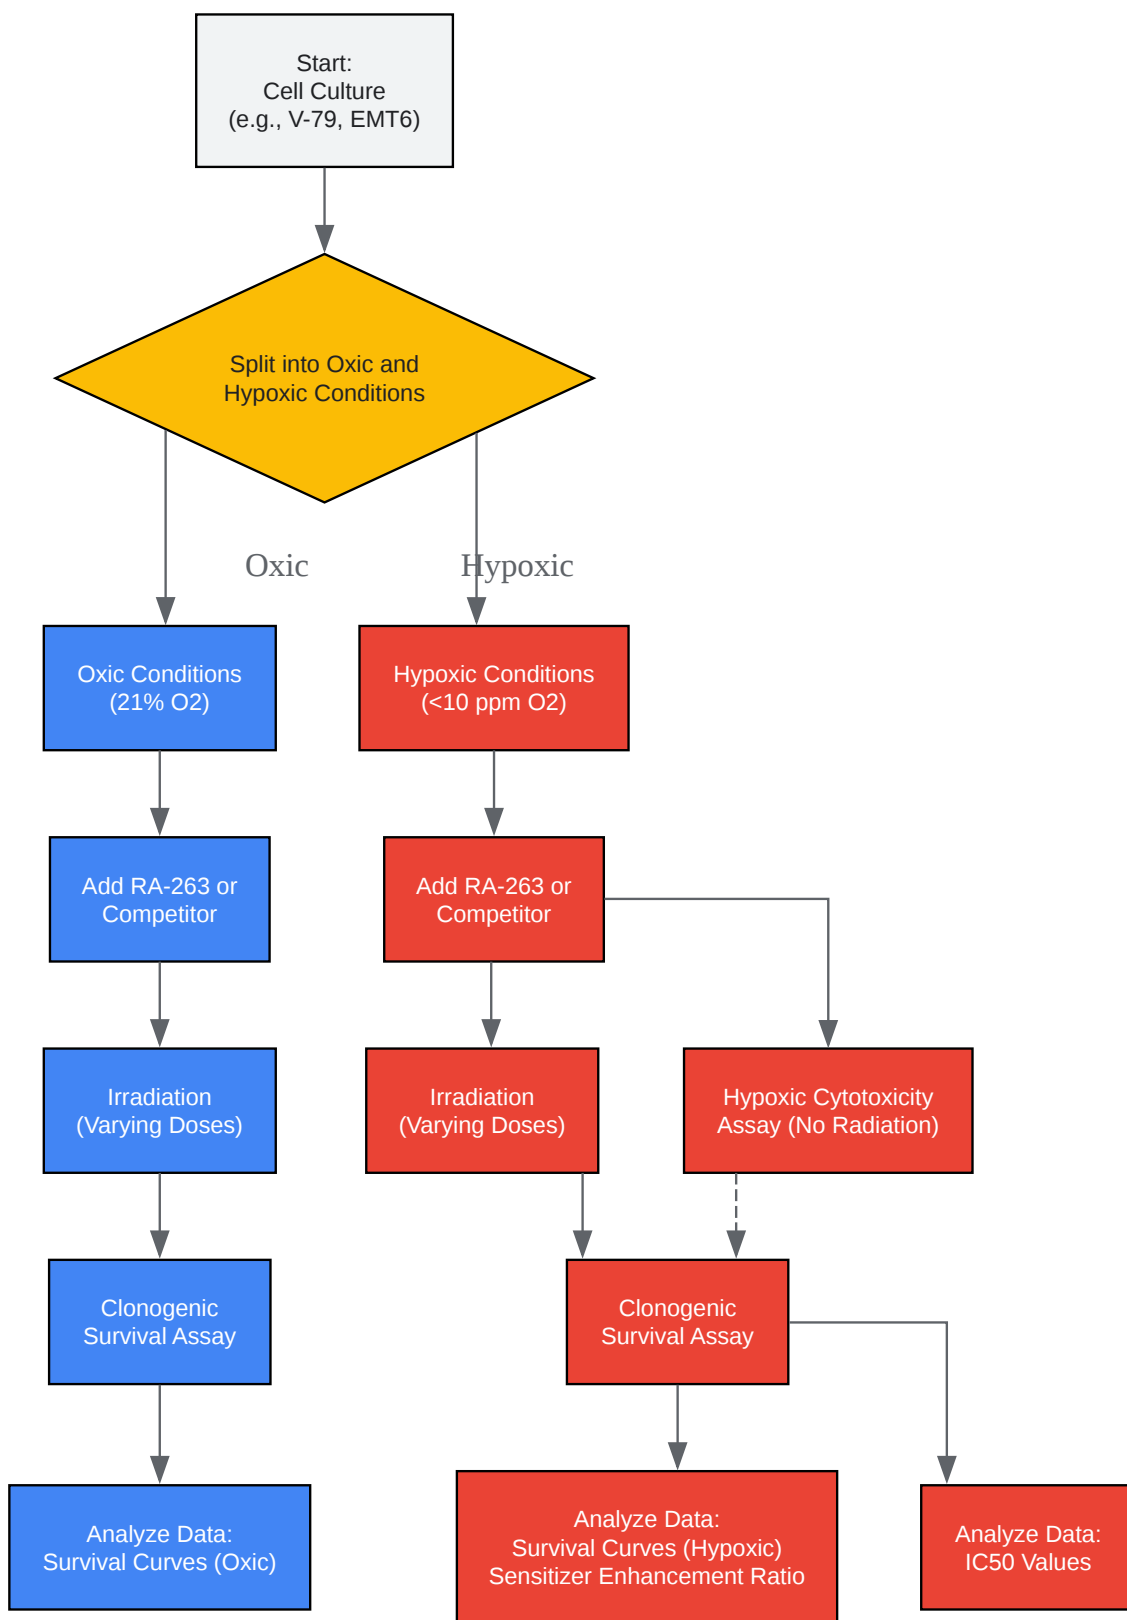 Start:
Cell Culture
(e.g., V-79, EMT6)
Split into Oxic and
Hypoxic Conditions
Oxic
Hypoxic
Oxic Conditions
(21% O2)
Hypoxic Conditions
(<10 ppm O2)
Add RA-263 or
Competitor
Add RA-263 or
Competitor
Irradiation
(Varying Doses)
Irradiation
(Varying Doses)
Hypoxic Cytotoxicity
Assay (No Radiation)
Clonogenic
Survival Assay
Clonogenic
Survival Assay
Analyze Data:
Survival Curves (Oxic)
Analyze Data:
Survival Curves (Hypoxic)
Sensitizer Enhancement Ratio
Analyze Data:
IC50 Values